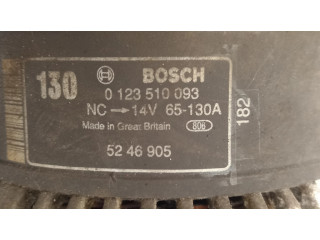 130 BOSCH
0 123 510 093
NC → 14V 65-130A
Made in Great Britain 806
52 46 905
182